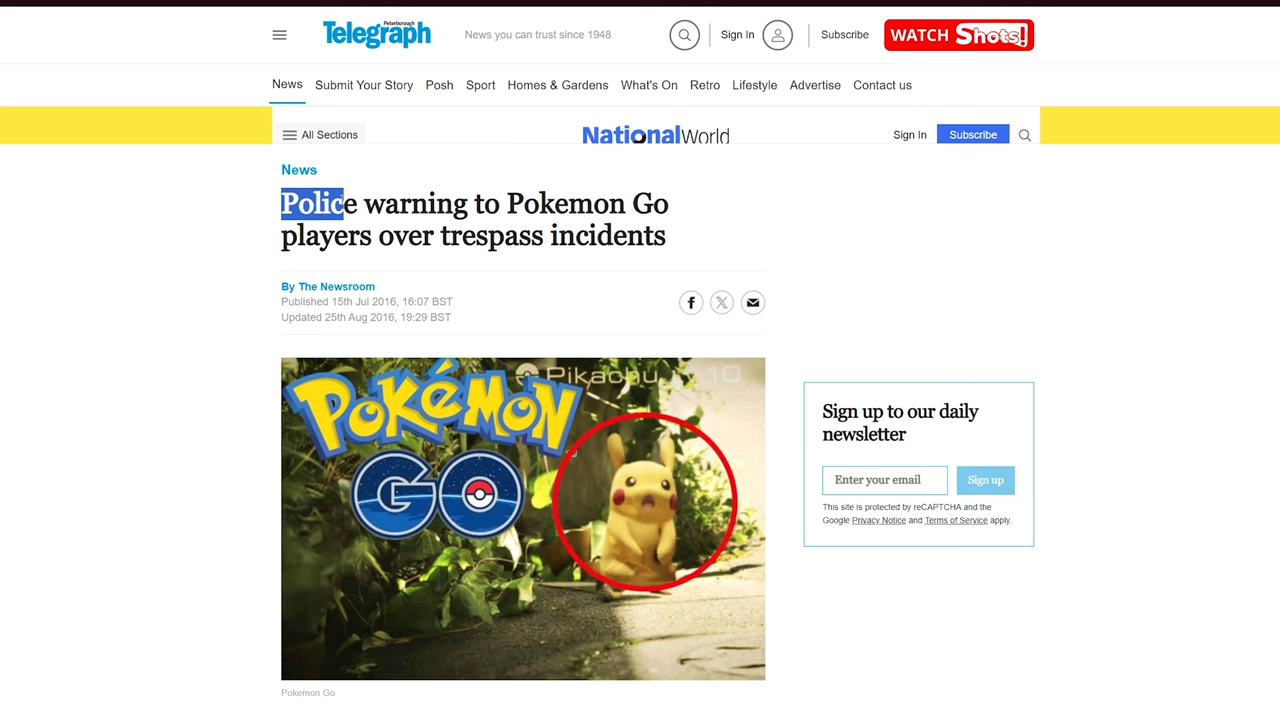 Peterborough
Telegraph
News you can trust since 1948
Sign In
Subscribe
WATCH Shots!
News
Submit Your Story
Posh
Sport
Homes & Gardens
What's On
Retro
Lifestyle
Advertise
Contact us
All Sections
NationalWorld
Sign In
Subscribe
News
Police warning to Pokemon Go
players over trespass incidents
By The Newsroom
Published 15th Jul 2016, 16:07 BST
Updated 25th Aug 2016, 19:29 BST
Pikachu
10
POKéMON
GO
Pokemon Go
Sign up to our daily
newsletter
Enter your email
Sign up
This site is protected by reCAPTCHA and the
Google Privacy Notice and Terms of Service apply.